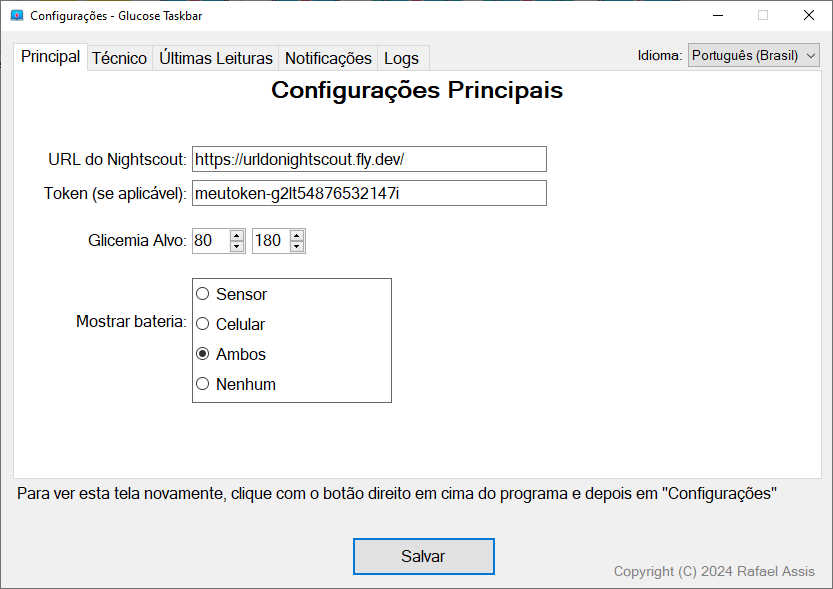 Configurações - Glucose Taskbar
Principal Técnico Últimas Leituras Notificações Logs Idioma: Português (Brasil)
Configurações Principais
URL do Nightscout: https://urldonightscout.fly.dev/
Token (se aplicável): meutoken-g2lt54876532147i
Glicemia Alvo: 80 180
Mostrar bateria:
Sensor
Celular
Ambos
Nenhum
Para ver esta tela novamente, clique com o botão direito em cima do programa e depois em "Configurações"
Salvar
Copyright (C) 2024 Rafael Assis